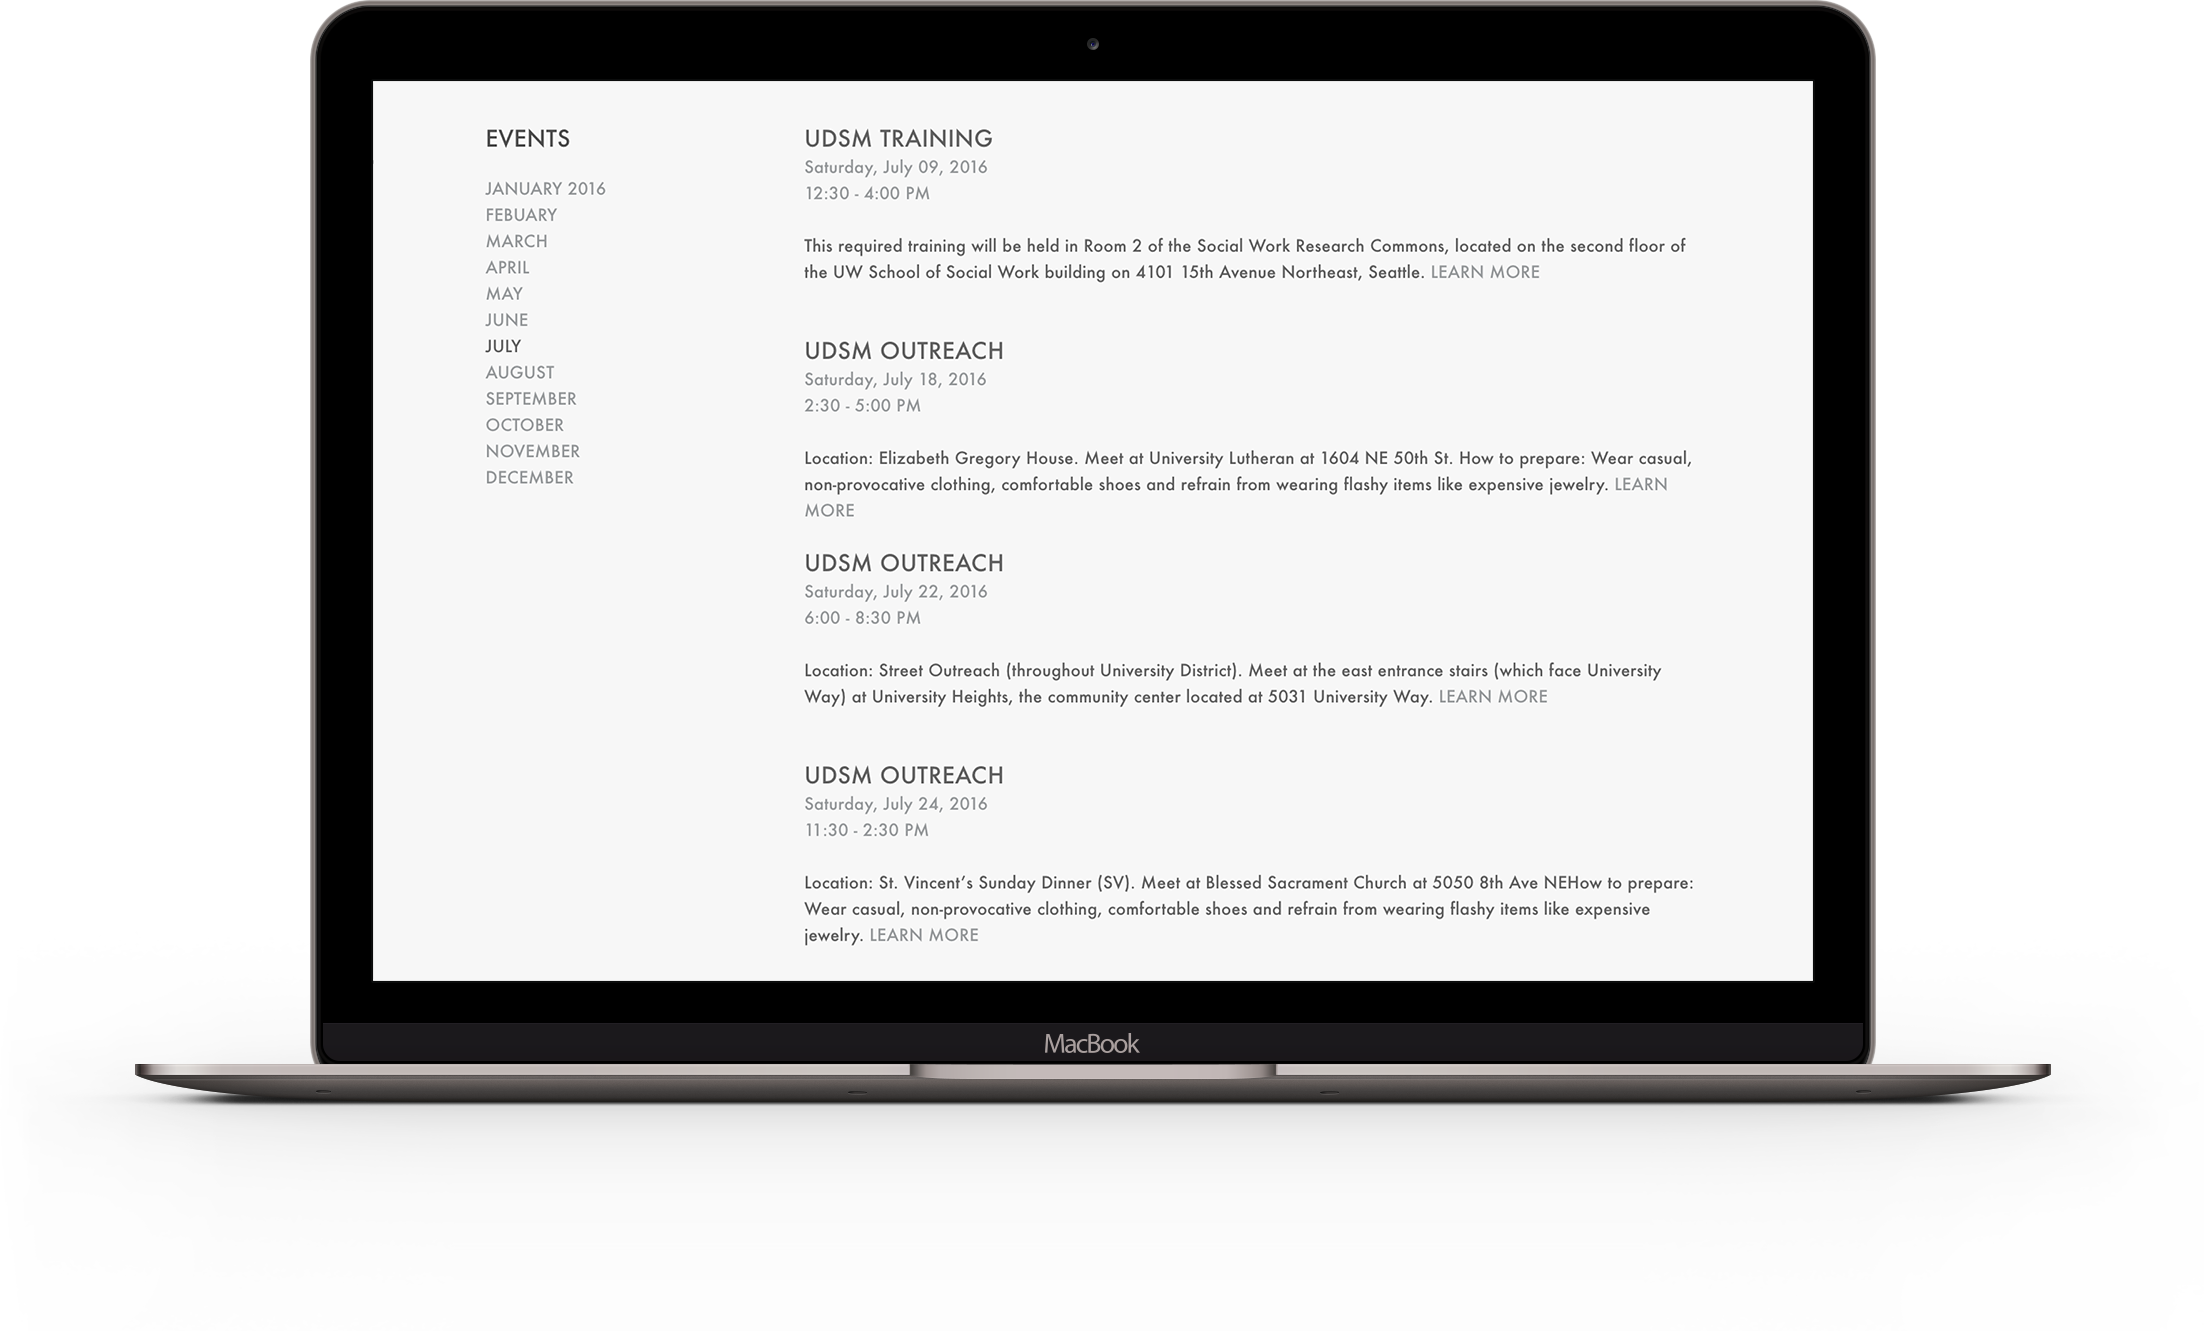 EVENTS
JANUARY 2016
FEBUARY
MARCH
APRIL
MAY
JUNE
JULY
AUGUST
SEPTEMBER
OCTOBER
NOVEMBER
DECEMBER
UDSM TRAINING
Saturday, July 09, 2016
12:30 - 4:00 PM
This required training will be held in Room 2 of the Social Work Research Commons, located on the second floor of
the UW School of Social Work building on 4101 15th Avenue Northeast, Seattle. LEARN MORE
UDSM OUTREACH
Saturday, July 18, 2016
2:30 - 5:00 PM
Location: Elizabeth Gregory House. Meet at University Lutheran at 1604 NE 50th St. How to prepare: Wear casual,
non-provocative clothing, comfortable shoes and refrain from wearing flashy items like expensive jewelry. LEARN
MORE
UDSM OUTREACH
Saturday, July 22, 2016
6:00 - 8:30 PM
Location: Street Outreach (throughout University District). Meet at the east entrance stairs (which face University
Way) at University Heights, the community center located at 5031 University Way. LEARN MORE
UDSM OUTREACH
Saturday, July 24, 2016
11:30 - 2:30 PM
Location: St. Vincent's Sunday Dinner (SV). Meet at Blessed Sacrament Church at 5050 8th Ave NEHow to prepare:
Wear casual, non-provocative clothing, comfortable shoes and refrain from wearing flashy items like expensive
jewelry. LEARN MORE
MacBook